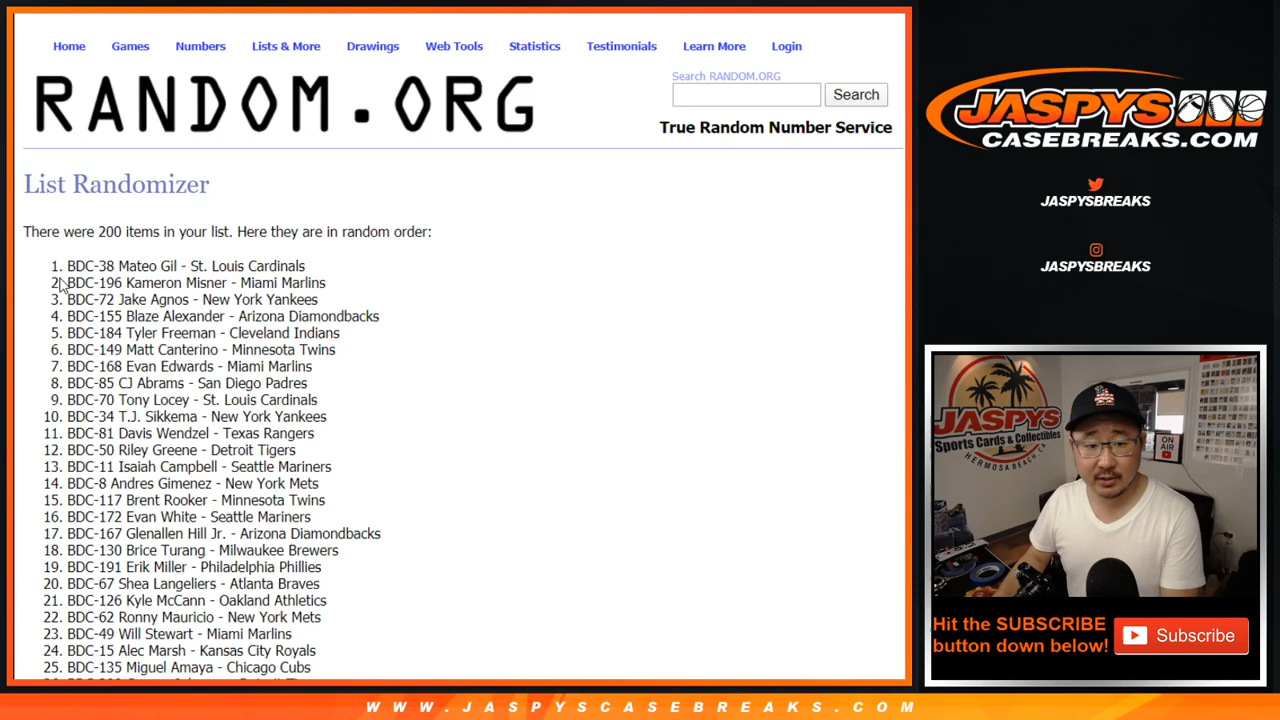 Home Games Numbers Lists & More Drawings Web Tools Statistics Testimonials Learn More Login
RANDOM.ORG
Search RANDOM.ORG
Search
True Random Number Service
List Randomizer
There were 200 items in your list. Here they are in random order:
1. BDC-38 Mateo Gil - St. Louis Cardinals
2. BDC-196 Kameron Misner - Miami Marlins
3. BDC-72 Jake Agnos - New York Yankees
4. BDC-155 Blaze Alexander - Arizona Diamondbacks
5. BDC-184 Tyler Freeman - Cleveland Indians
6. BDC-149 Matt Canterino - Minnesota Twins
7. BDC-168 Evan Edwards - Miami Marlins
8. BDC-85 CJ Abrams - San Diego Padres
9. BDC-70 Tony Locey - St. Louis Cardinals
10. BDC-34 T.J. Sikkema - New York Yankees
11. BDC-81 Davis Wendzel - Texas Rangers
12. BDC-50 Riley Greene - Detroit Tigers
13. BDC-11 Isaiah Campbell - Seattle Mariners
14. BDC-8 Andres Gimenez - New York Mets
15. BDC-117 Brent Rooker - Minnesota Twins
16. BDC-172 Evan White - Seattle Mariners
17. BDC-167 Glenallen Hill Jr. - Arizona Diamondbacks
18. BDC-130 Brice Turang - Milwaukee Brewers
19. BDC-191 Erik Miller - Philadelphia Phillies
20. BDC-67 Shea Langeliers - Atlanta Braves
21. BDC-126 Kyle McCann - Oakland Athletics
22. BDC-62 Ronny Mauricio - New York Mets
23. BDC-49 Will Stewart - Miami Marlins
24. BDC-15 Alec Marsh - Kansas City Royals
25. BDC-135 Miguel Amaya - Chicago Cubs
JASPYS
CASEBREAKS.COM
JASPYSBREAKS
JASPYSBREAKS
JASPYS
Sports Cards & Collectibles
HERMOSA BEACH, CA
ON AIR
Hit the SUBSCRIBE
button down below!
Subscribe
WWW.JASPYSCASEBREAKS.COM